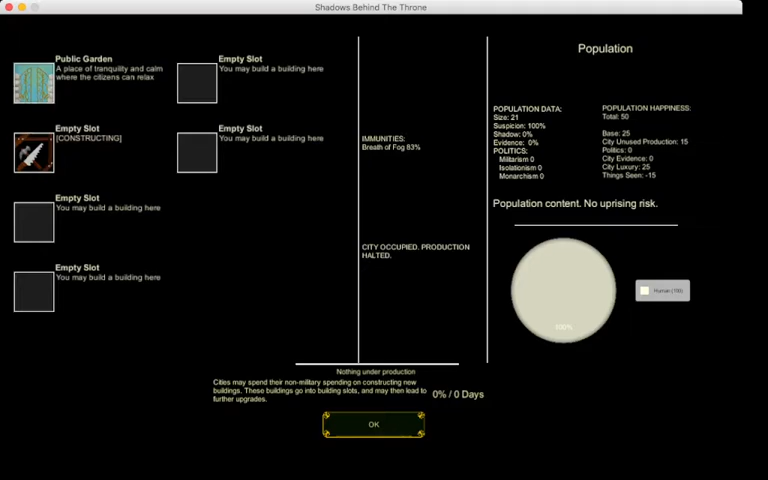 Shadows Behind The Throne
Public Garden
A place of tranquility and calm
where the citizens can relax
Empty Slot
You may build a building here
Empty Slot
[CONSTRUCTING]
Empty Slot
You may build a building here
Empty Slot
You may build a building here
Empty Slot
You may build a building here
IMMUNITIES:
Breath of Fog 83%
CITY OCCUPIED. PRODUCTION
HALTED.
Population
POPULATION DATA:
Size: 21
Suspicion: 100%
Shadow: 0%
Evidence: 0%
POLITICS:
Militarism 0
Isolationism 0
Monarchism 0
POPULATION HAPPINESS:
Total: 50
Base: 25
City Unused Production: 15
Politics: 0
City Evidence: 0
City Luxury: 25
Things Seen: -15
Population content. No uprising risk.
100%
Nothing under production
Cities may spend their non-military spending on constructing new
buildings. These buildings go into building slots, and may then lead to
further upgrades.
0% / 0 Days
OK